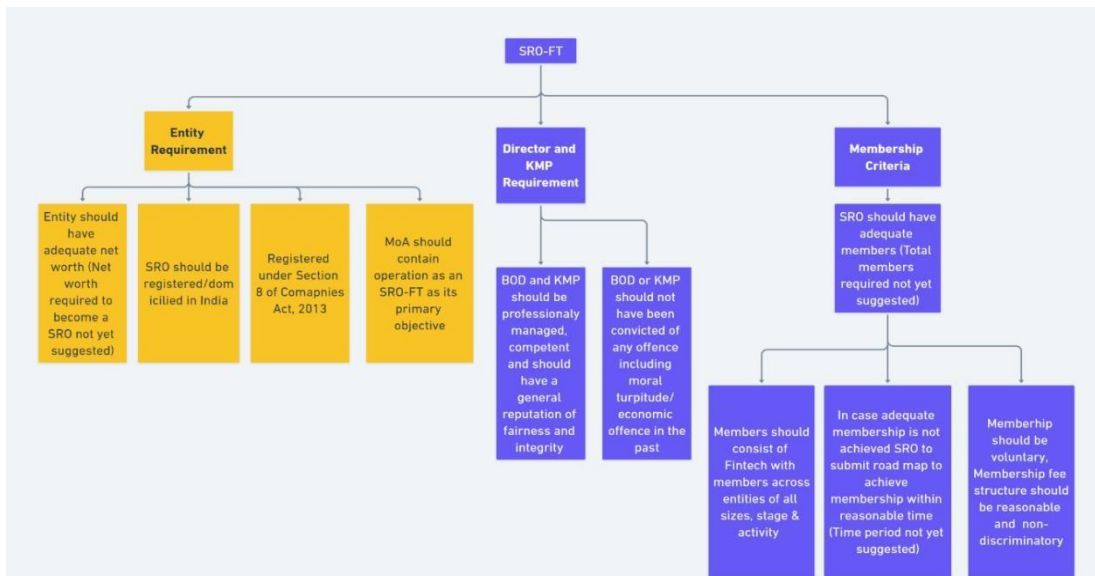 SRO-FT
Entity
Requirement
Director and
KMP
Requirement
Membership
Criteria
Entity should
have
adequate net
worth (Net
worth
required to
become a
SRO not yet
suggested)
SRO should be
registered/dom
iciled in India
Registered
under Section
8 of Comapnies
Act, 2013
MoA should
contain
operation as an
SRO-FT as its
primary
objective
BOD and KMP
should be
professionaly
managed,
competent
and should
have a
general
reputation of
fairness and
integrity
BOD or KMP
should not
have been
convicted of
any offence
including
moral
turpitude/
economic
offence in the
past
SRO should have
adequate
members (Total
members
required not yet
suggested)
Members should
consist of
Fintech with
members across
entities of all
sizes, stage &
activity
In case adequate
membership is not
achieved SRO to
submit road map to
achieve
membership within
reasonable time
(Time period not yet
suggested)
Memberhip
should be
voluntary,
Membership fee
structure should
be reasonable
and non-
discriminatory